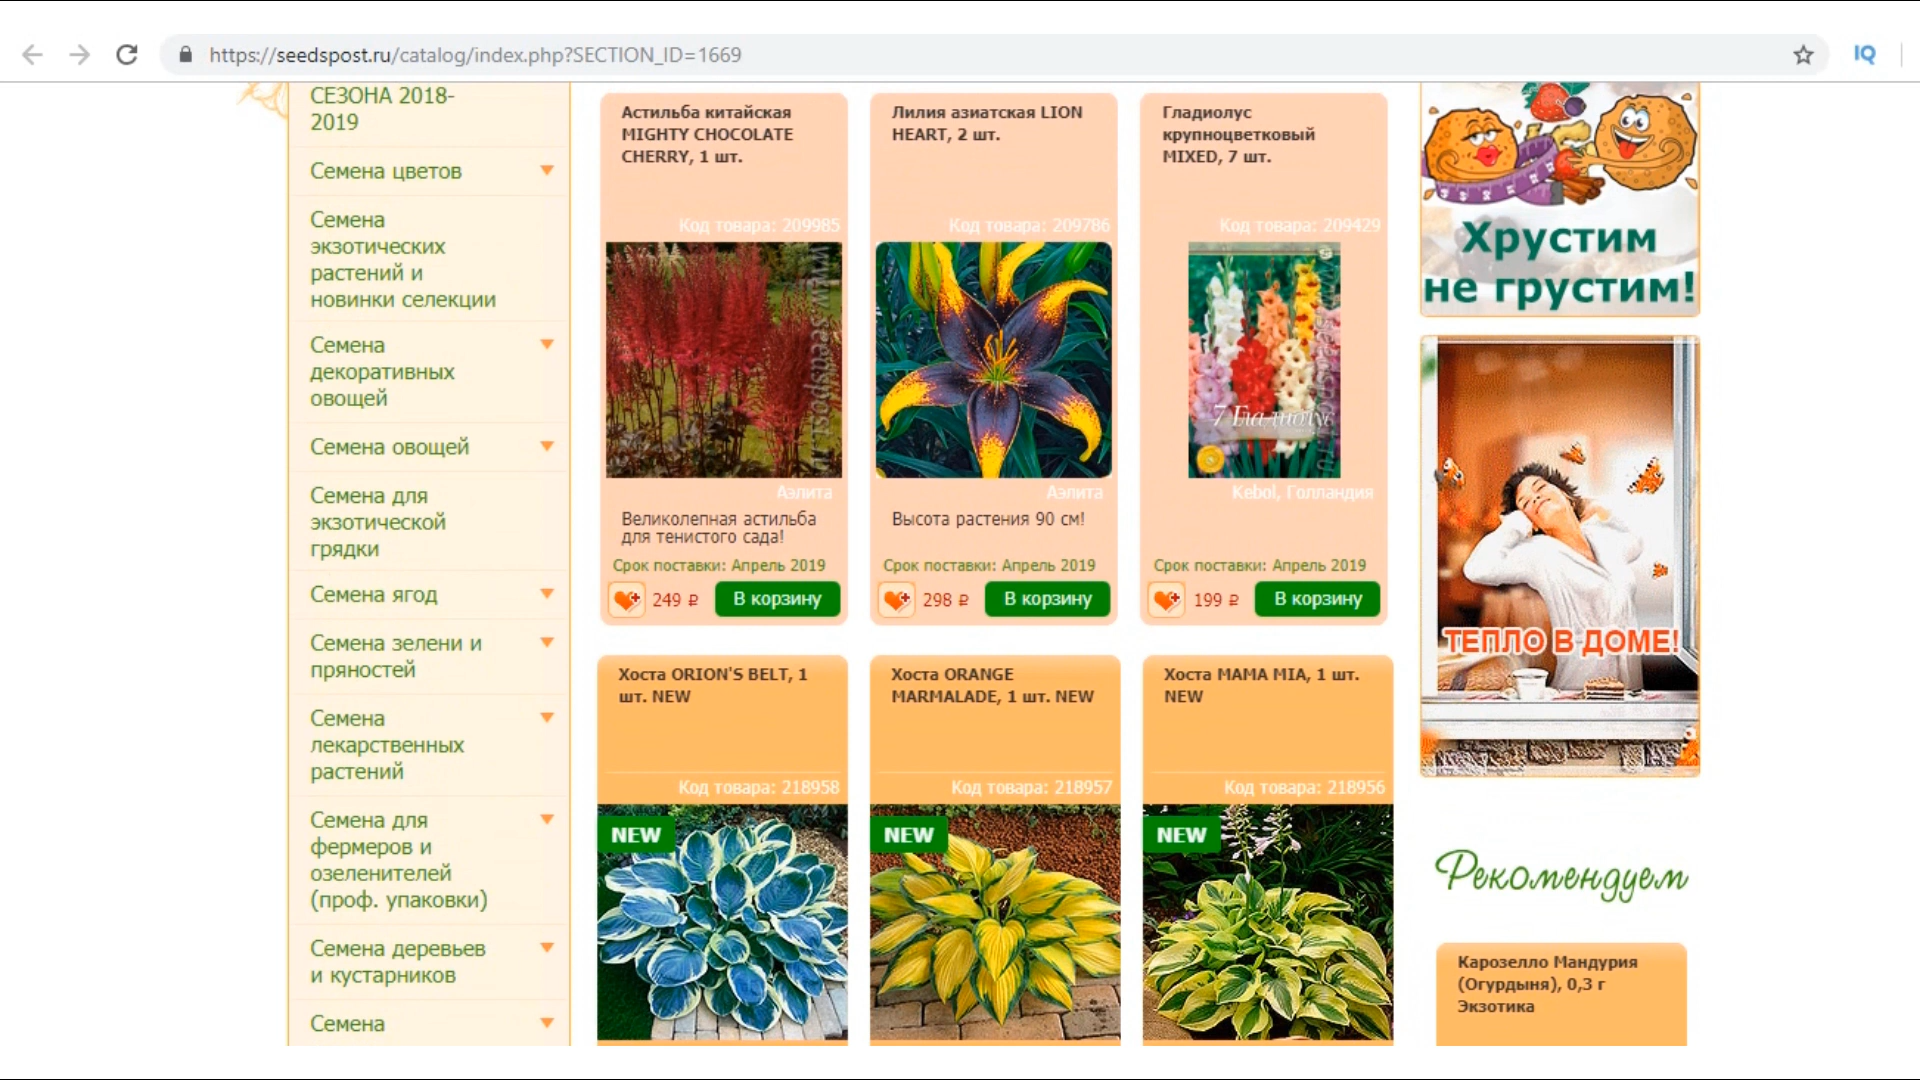 https://seedspost.ru/catalog/index.php?SECTION_ID=1669
IQ
СЕЗОНА 2018-
2019
Семена цветов
Семена
экзотических
растений и
новинки селекции
Семена
декоративных
овощей
Семена овощей
Семена для
экзотической
грядки
Семена ягод
Семена зелени и
пряностей
Семена
лекарственных
растений
Семена для
фермеров и
озеленителей
(проф. упаковки)
Семена деревьев
и кустарников
Семена
Астильба китайская
MIGHTY CHOCOLATE
CHERRY, 1 шт.
Код товара: 209985
www.seedspost.ru
Аэлита
Великолепная астильба
для тенистого сада!
Срок поставки: Апрель 2019
249 ₽
В корзину
Лилия азиатская LION
HEART, 2 шт.
Код товара: 209786
Аэлита
Высота растения 90 см!
Срок поставки: Апрель 2019
298 ₽
В корзину
Гладиолус
крупноцветковый
MIXED, 7 шт.
Код товара: 209429
7 Гладиолус
Kebol, Голландия
Срок поставки: Апрель 2019
199 ₽
В корзину
Хоста ORION'S BELT, 1
шт. NEW
Код товара: 218958
NEW
Хоста ORANGE
MARMALADE, 1 шт. NEW
Код товара: 218957
NEW
Хоста MAMA MIA, 1 шт.
NEW
Код товара: 218956
NEW
Хрустим
не грустим!
ТЕПЛО В ДОМЕ!
Рекомендуем
Карозелло Мандурия
(Огурдыня), 0,3 г
Экзотика